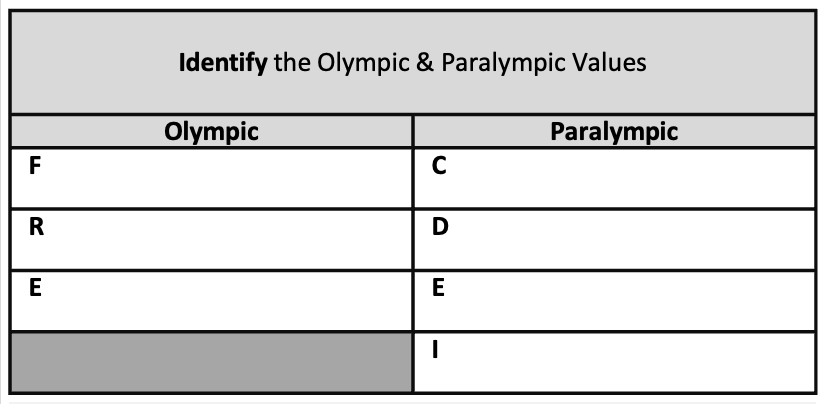 Identify the Olympic & Paralympic Values
Olympic Paralympic
F C
R D
E E
I